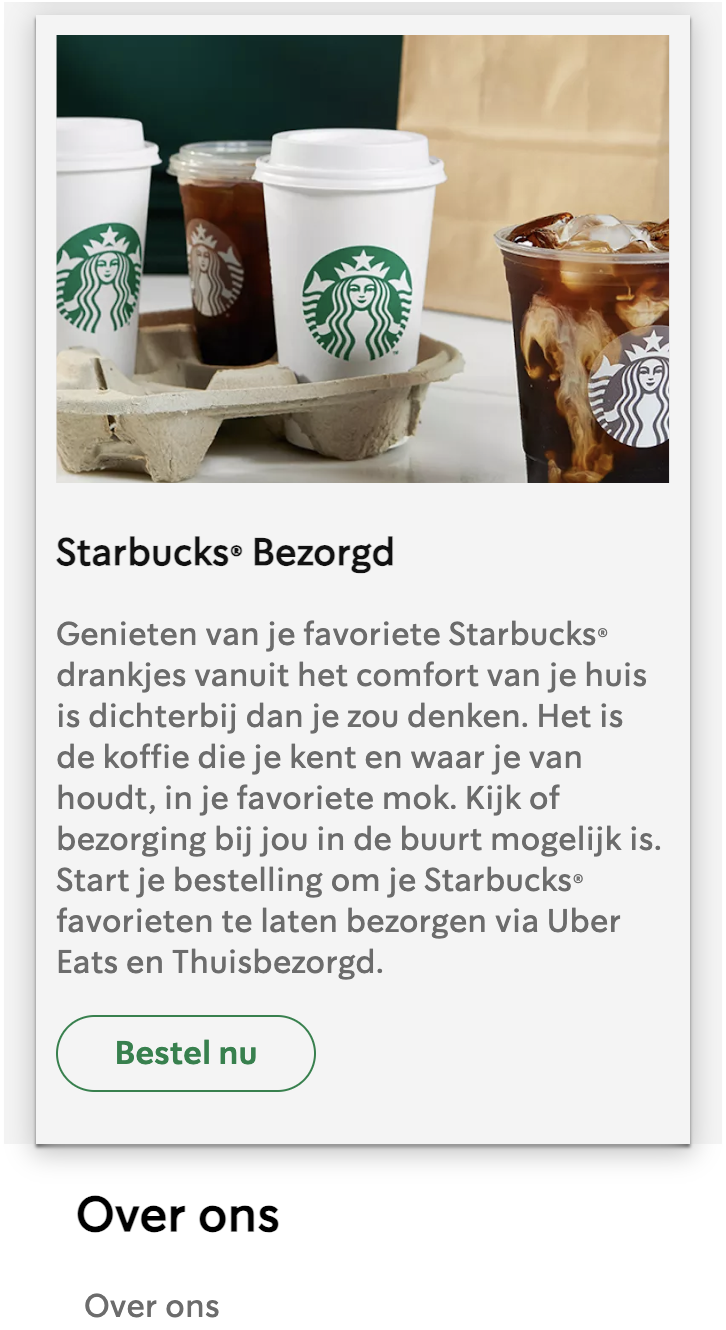 Starbucks® Bezorgd
Genieten van je favoriete Starbucks®
drankjes vanuit het comfort van je huis
is dichterbij dan je zou denken. Het is
de koffie die je kent en waar je van
houdt, in je favoriete mok. Kijk of
bezorging bij jou in de buurt mogelijk is.
Start je bestelling om je Starbucks®
favorieten te laten bezorgen via Uber
Eats en Thuisbezorgd.
Bestel nu
Over ons
Over ons